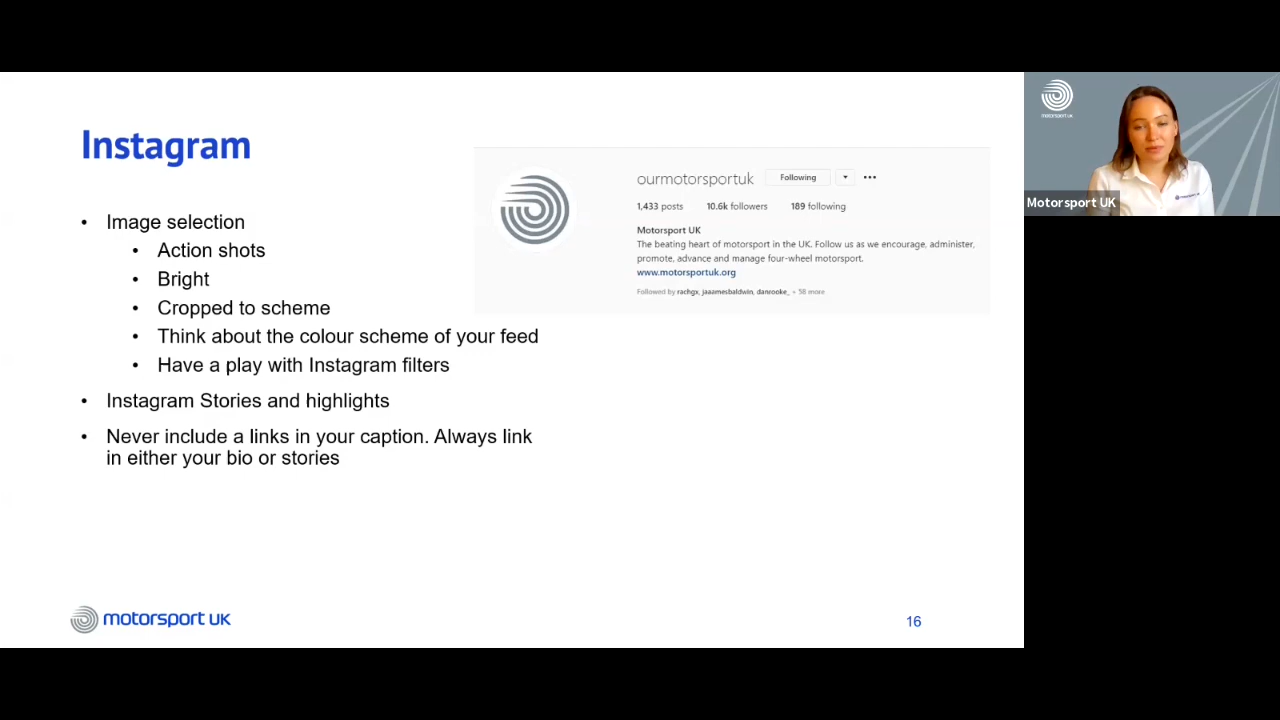 Instagram
• Image selection
• Action shots
• Bright
• Cropped to scheme
• Think about the colour scheme of your feed
• Have a play with Instagram filters
• Instagram Stories and highlights
• Never include a links in your caption. Always link
in either your bio or stories
ourmotorsportuk Following
1,433 posts 10.6k followers 189 following
Motorsport UK
The beating heart of motorsport in the UK. Follow us as we encourage, administer,
promote, advance and manage four-wheel motorsport.
www.motorsportuk.org
Followed by rachgx, jaaamesbaldwin, danrooke_ + 58 more
motorsport UK
16
motorsport UK
Motorsport UK